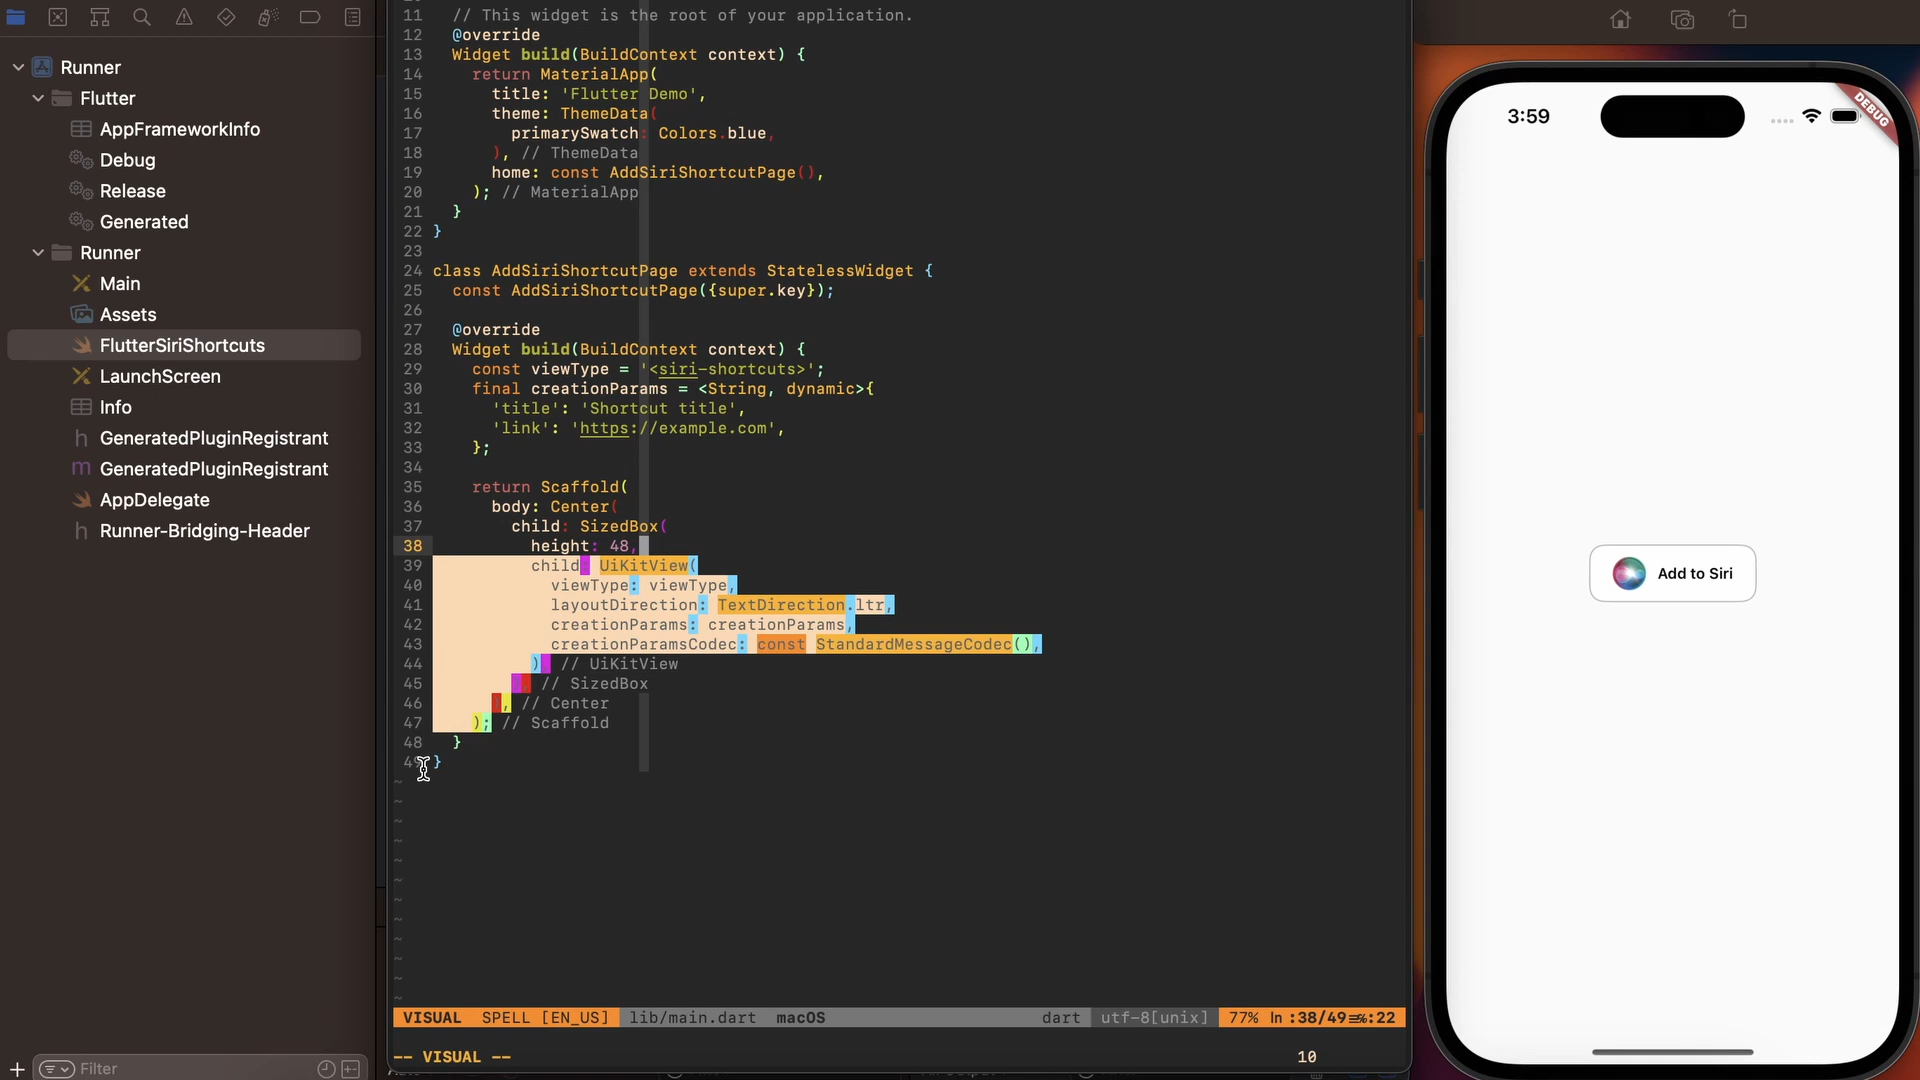 Runner
Flutter
AppFrameworkInfo
Debug
Release
Generated
Runner
Main
Assets
FlutterSiriShortcuts
LaunchScreen
Info
GeneratedPluginRegistrant
GeneratedPluginRegistrant
AppDelegate
Runner-Bridging-Header
Filter
11 // This widget is the root of your application.
12 @override
13 Widget build(BuildContext context) {
14 return MaterialApp(
15 title: 'Flutter Demo',
16 theme: ThemeData(
17 primarySwatch: Colors.blue,
18 ), // ThemeData
19 home: const AddSiriShortcutPage(),
20 ); // MaterialApp
21 }
22 }
23
24 class AddSiriShortcutPage extends StatelessWidget {
25 const AddSiriShortcutPage({super.key});
26
27 @override
28 Widget build(BuildContext context) {
29 const viewType = '<siri-shortcuts>';
30 final creationParams = <String, dynamic>{
31 'title': 'Shortcut title',
32 'link': 'https://example.com',
33 };
34
35 return Scaffold(
36 body: Center(
37 child: SizedBox(
38 height: 48,
39 child: UiKitView(
40 viewType: viewType,
41 layoutDirection: TextDirection.ltr,
42 creationParams: creationParams,
43 creationParamsCodec: const StandardMessageCodec(),
44 ), // UiKitView
45 ), // SizedBox
46 ), // Center
47 ); // Scaffold
48 }
49 }
~
~
~
~
~
~
~
~
~
~
~
~
VISUAL SPELL [EN_US] lib/main.dart macOS dart utf-8[unix] 77% ln :38/49≡%:22
-- VISUAL -- 10
3:59
DEBUG
Add to Siri